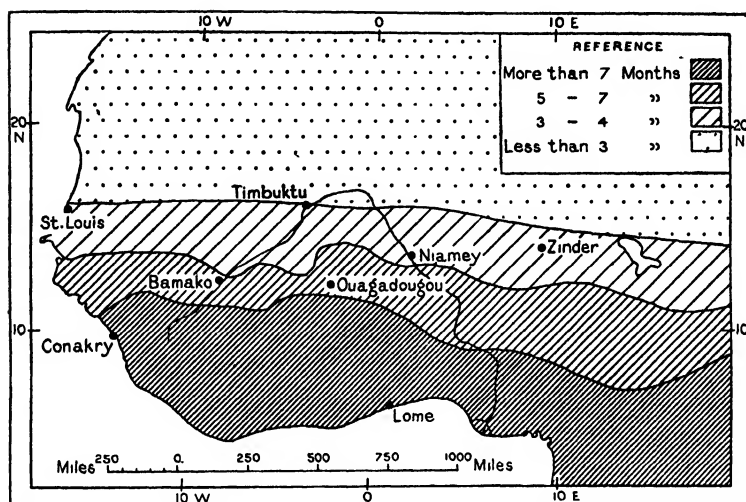 10 W 0 10 E
REFERENCE
More than 7 Months
5 - 7 »
3 - 4 »
Less than 3 »
20 N
20 N
Timbuktu
St. Louis
Niamey
Zinder
Bamako
Ouagadougou
10
10
Conakry
Lome
250 0. 250 500 750 1000
Miles Miles
10 W 0 10 E